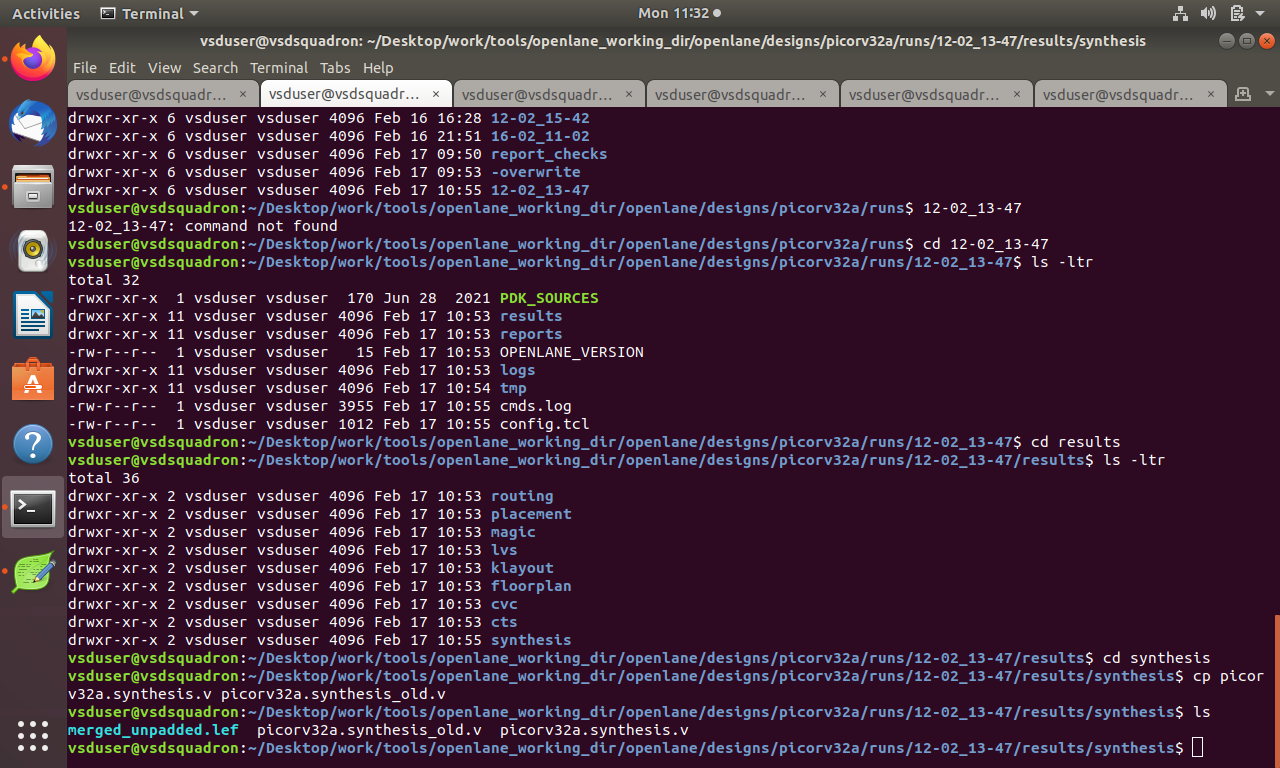 Activities Terminal Mon 11:32
vsduser@vsdsquadron: ~/Desktop/work/tools/openlane_working_dir/openlane/designs/picorv32a/runs/12-02_13-47/results/synthesis
File Edit View Search Terminal Tabs Help
vsduser@vsdsquadr... × vsduser@vsdsquadr... × vsduser@vsdsquadr... × vsduser@vsdsquadr... × vsduser@vsdsquadr... × vsduser@vsdsquadr... ×
drwxr-xr-x 6 vsduser vsduser 4096 Feb 16 16:28 12-02_15-42
drwxr-xr-x 6 vsduser vsduser 4096 Feb 16 21:51 16-02_11-02
drwxr-xr-x 6 vsduser vsduser 4096 Feb 17 09:50 report_checks
drwxr-xr-x 6 vsduser vsduser 4096 Feb 17 09:53 -overwrite
drwxr-xr-x 6 vsduser vsduser 4096 Feb 17 10:55 12-02_13-47
vsduser@vsdsquadron:~/Desktop/work/tools/openlane_working_dir/openlane/designs/picorv32a/runs$ 12-02_13-47
12-02_13-47: command not found
vsduser@vsdsquadron:~/Desktop/work/tools/openlane_working_dir/openlane/designs/picorv32a/runs$ cd 12-02_13-47
vsduser@vsdsquadron:~/Desktop/work/tools/openlane_working_dir/openlane/designs/picorv32a/runs/12-02_13-47$ ls -ltr
total 32
-rwxr-xr-x  1 vsduser vsduser  170 Jun 28  2021 PDK_SOURCES
drwxr-xr-x 11 vsduser vsduser 4096 Feb 17 10:53 results
drwxr-xr-x 11 vsduser vsduser 4096 Feb 17 10:53 reports
-rw-r--r--  1 vsduser vsduser   15 Feb 17 10:53 OPENLANE_VERSION
drwxr-xr-x 11 vsduser vsduser 4096 Feb 17 10:53 logs
drwxr-xr-x 11 vsduser vsduser 4096 Feb 17 10:54 tmp
-rw-r--r--  1 vsduser vsduser 3955 Feb 17 10:55 cmds.log
-rw-r--r--  1 vsduser vsduser 1012 Feb 17 10:55 config.tcl
vsduser@vsdsquadron:~/Desktop/work/tools/openlane_working_dir/openlane/designs/picorv32a/runs/12-02_13-47$ cd results
vsduser@vsdsquadron:~/Desktop/work/tools/openlane_working_dir/openlane/designs/picorv32a/runs/12-02_13-47/results$ ls -ltr
total 36
drwxr-xr-x 2 vsduser vsduser 4096 Feb 17 10:53 routing
drwxr-xr-x 2 vsduser vsduser 4096 Feb 17 10:53 placement
drwxr-xr-x 2 vsduser vsduser 4096 Feb 17 10:53 magic
drwxr-xr-x 2 vsduser vsduser 4096 Feb 17 10:53 lvs
drwxr-xr-x 2 vsduser vsduser 4096 Feb 17 10:53 klayout
drwxr-xr-x 2 vsduser vsduser 4096 Feb 17 10:53 floorplan
drwxr-xr-x 2 vsduser vsduser 4096 Feb 17 10:53 cvc
drwxr-xr-x 2 vsduser vsduser 4096 Feb 17 10:53 cts
drwxr-xr-x 2 vsduser vsduser 4096 Feb 17 10:55 synthesis
vsduser@vsdsquadron:~/Desktop/work/tools/openlane_working_dir/openlane/designs/picorv32a/runs/12-02_13-47/results$ cd synthesis
vsduser@vsdsquadron:~/Desktop/work/tools/openlane_working_dir/openlane/designs/picorv32a/runs/12-02_13-47/results/synthesis$ cp picor
v32a.synthesis.v picorv32a.synthesis_old.v
vsduser@vsdsquadron:~/Desktop/work/tools/openlane_working_dir/openlane/designs/picorv32a/runs/12-02_13-47/results/synthesis$ ls
merged_unpadded.lef  picorv32a.synthesis_old.v  picorv32a.synthesis.v
vsduser@vsdsquadron:~/Desktop/work/tools/openlane_working_dir/openlane/designs/picorv32a/runs/12-02_13-47/results/synthesis$